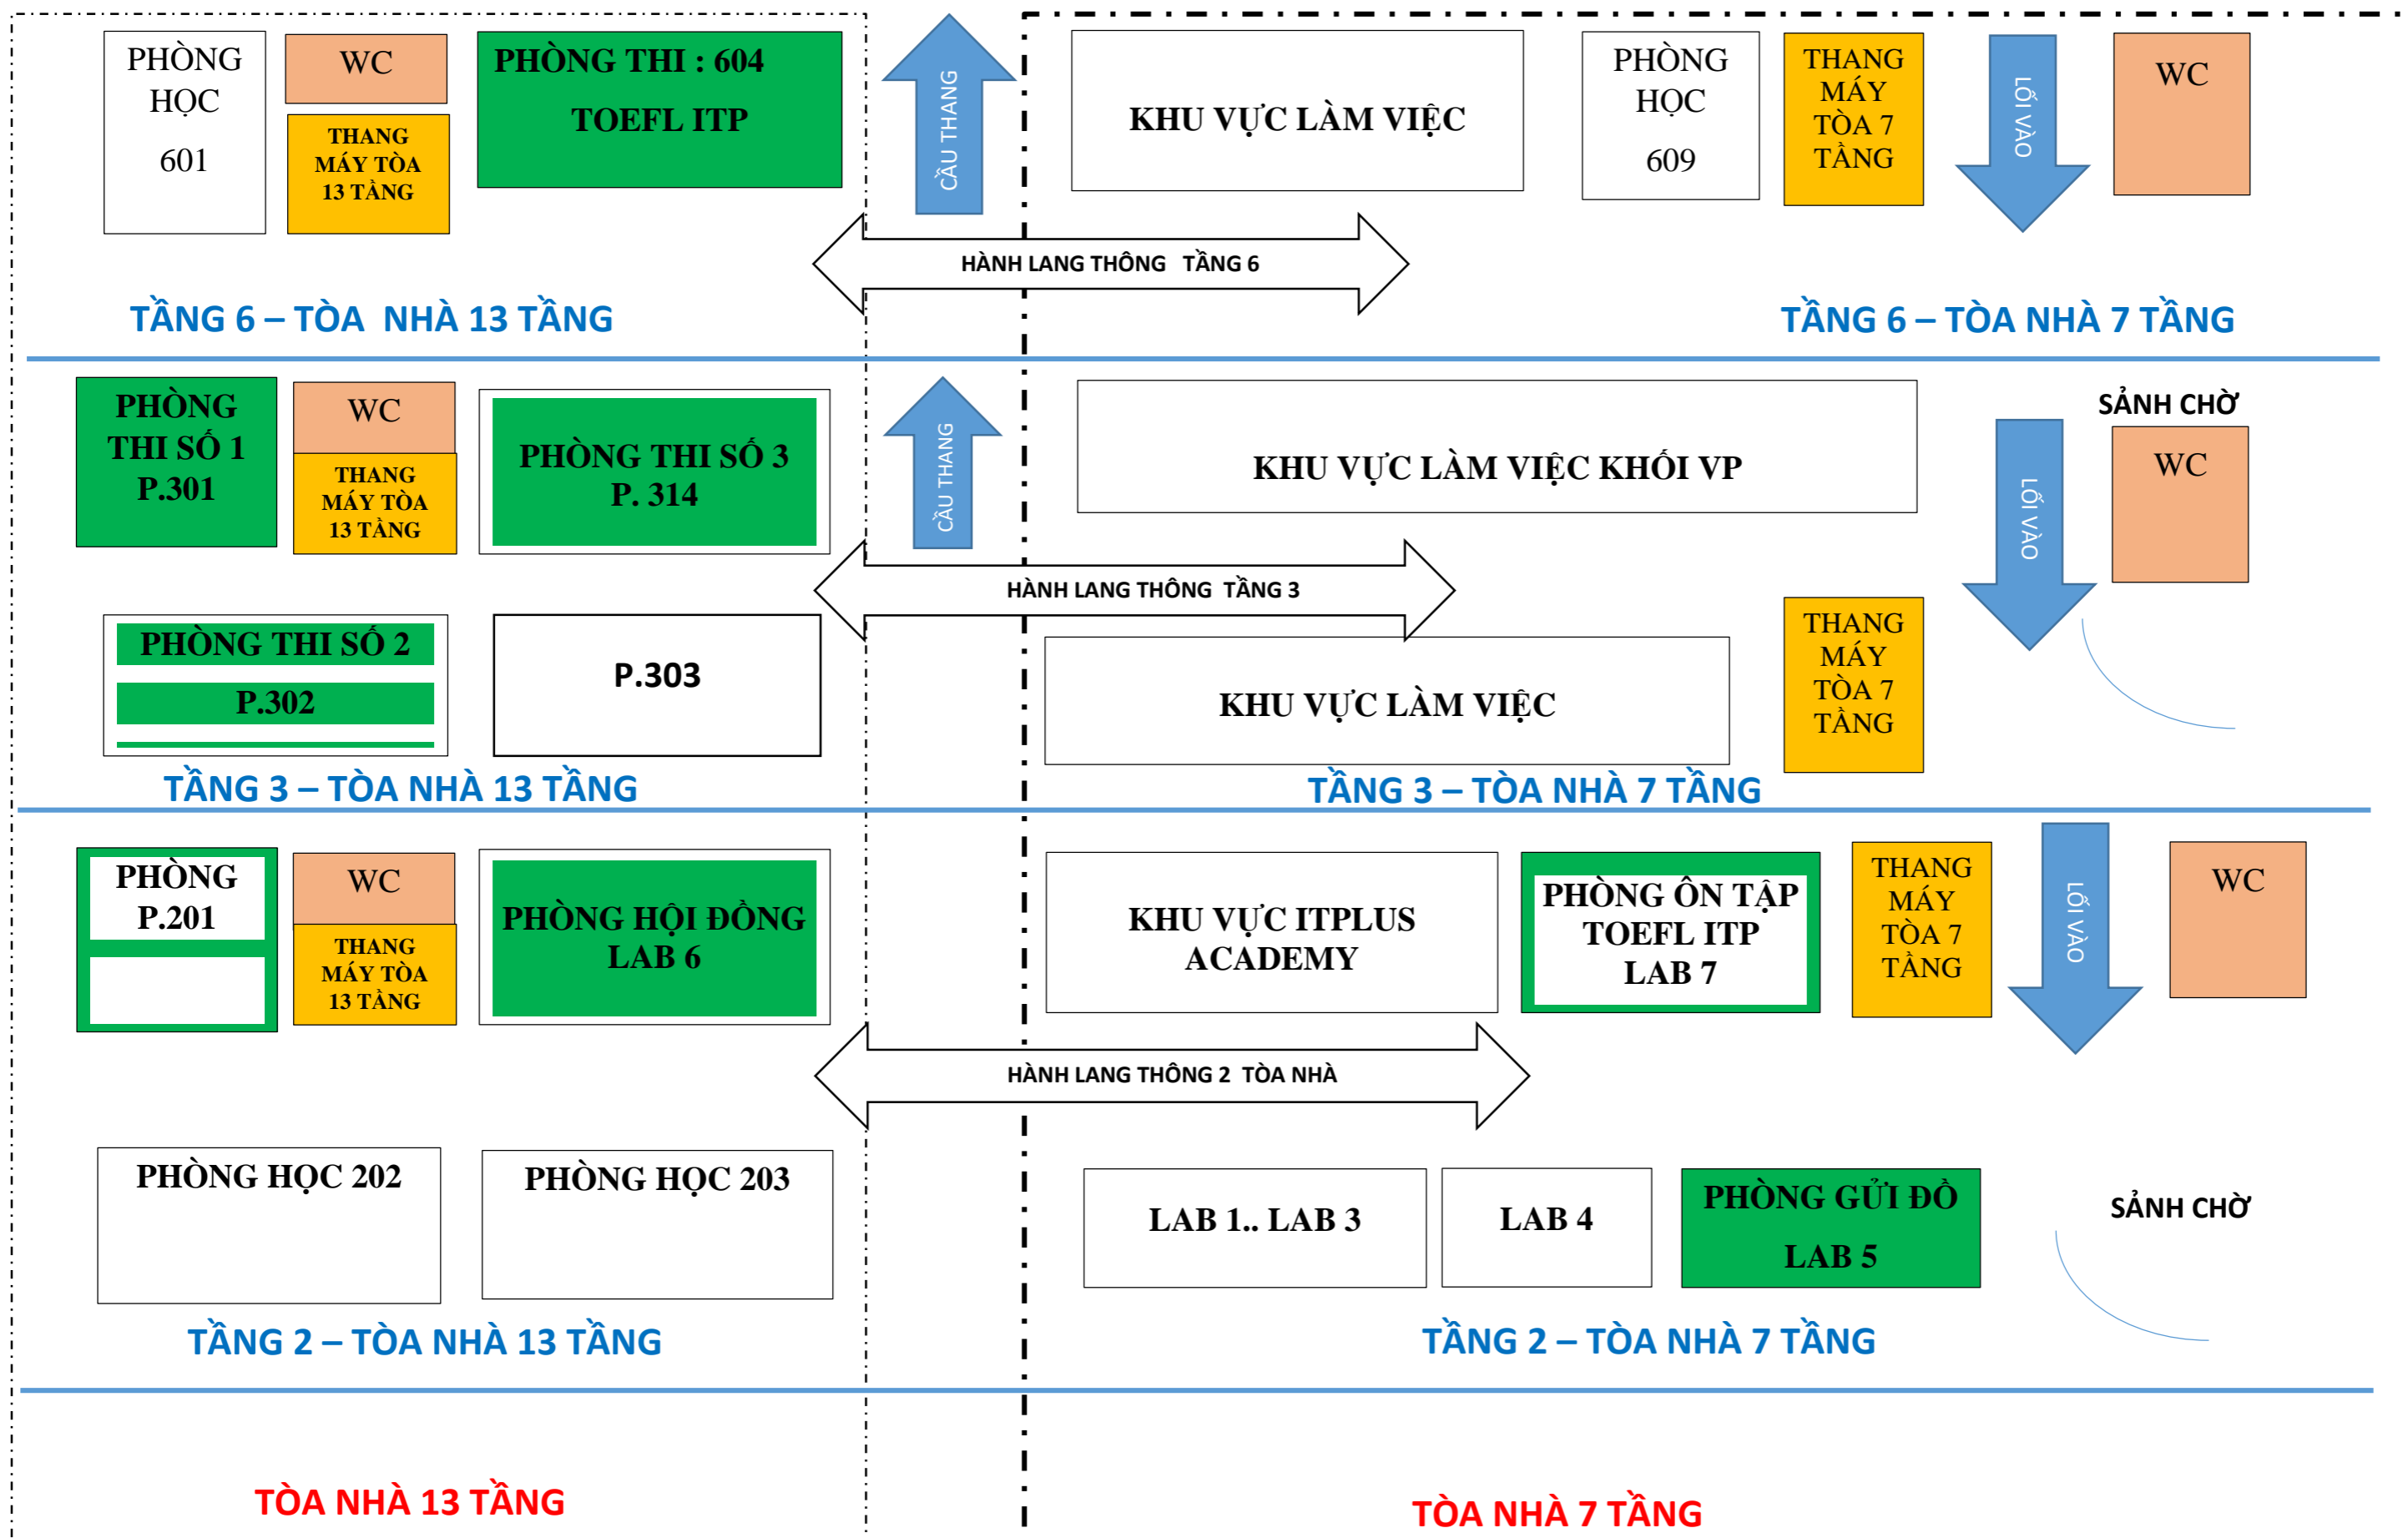 PHÒNG
HỌC
601
WC
THANG
MÁY TÒA
13 TẦNG
PHÒNG THI : 604
TOEFL ITP
CẦU THANG
KHU VỰC LÀM VIỆC
PHÒNG
HỌC
609
THANG
MÁY
TÒA 7
TẦNG
LỐI VÀO
WC
HÀNH LANG THÔNG TẦNG 6
TẦNG 6 – TÒA NHÀ 13 TẦNG
TẦNG 6 – TÒA NHÀ 7 TẦNG
PHÒNG
THI SỐ 1
P.301
WC
THANG
MÁY TÒA
13 TẦNG
PHÒNG THI SỐ 3
P. 314
CẦU THANG
KHU VỰC LÀM VIỆC KHỐI VP
LỐI VÀO
SẢNH CHỜ
WC
HÀNH LANG THÔNG TẦNG 3
PHÒNG THI SỐ 2
P.302
P.303
KHU VỰC LÀM VIỆC
THANG
MÁY
TÒA 7
TẦNG
TẦNG 3 – TÒA NHÀ 13 TẦNG
TẦNG 3 – TÒA NHÀ 7 TẦNG
PHÒNG
P.201
WC
THANG
MÁY TÒA
13 TẦNG
PHÒNG HỘI ĐỒNG
LAB 6
KHU VỰC ITPLUS
ACADEMY
PHÒNG ÔN TẬP
TOEFL ITP
LAB 7
THANG
MÁY
TÒA 7
TẦNG
LỐI VÀO
WC
HÀNH LANG THÔNG 2 TÒA NHÀ
PHÒNG HỌC 202
PHÒNG HỌC 203
LAB 1.. LAB 3
LAB 4
PHÒNG GỬI ĐỒ
LAB 5
SẢNH CHỜ
TẦNG 2 – TÒA NHÀ 13 TẦNG
TẦNG 2 – TÒA NHÀ 7 TẦNG
TÒA NHÀ 13 TẦNG
TÒA NHÀ 7 TẦNG